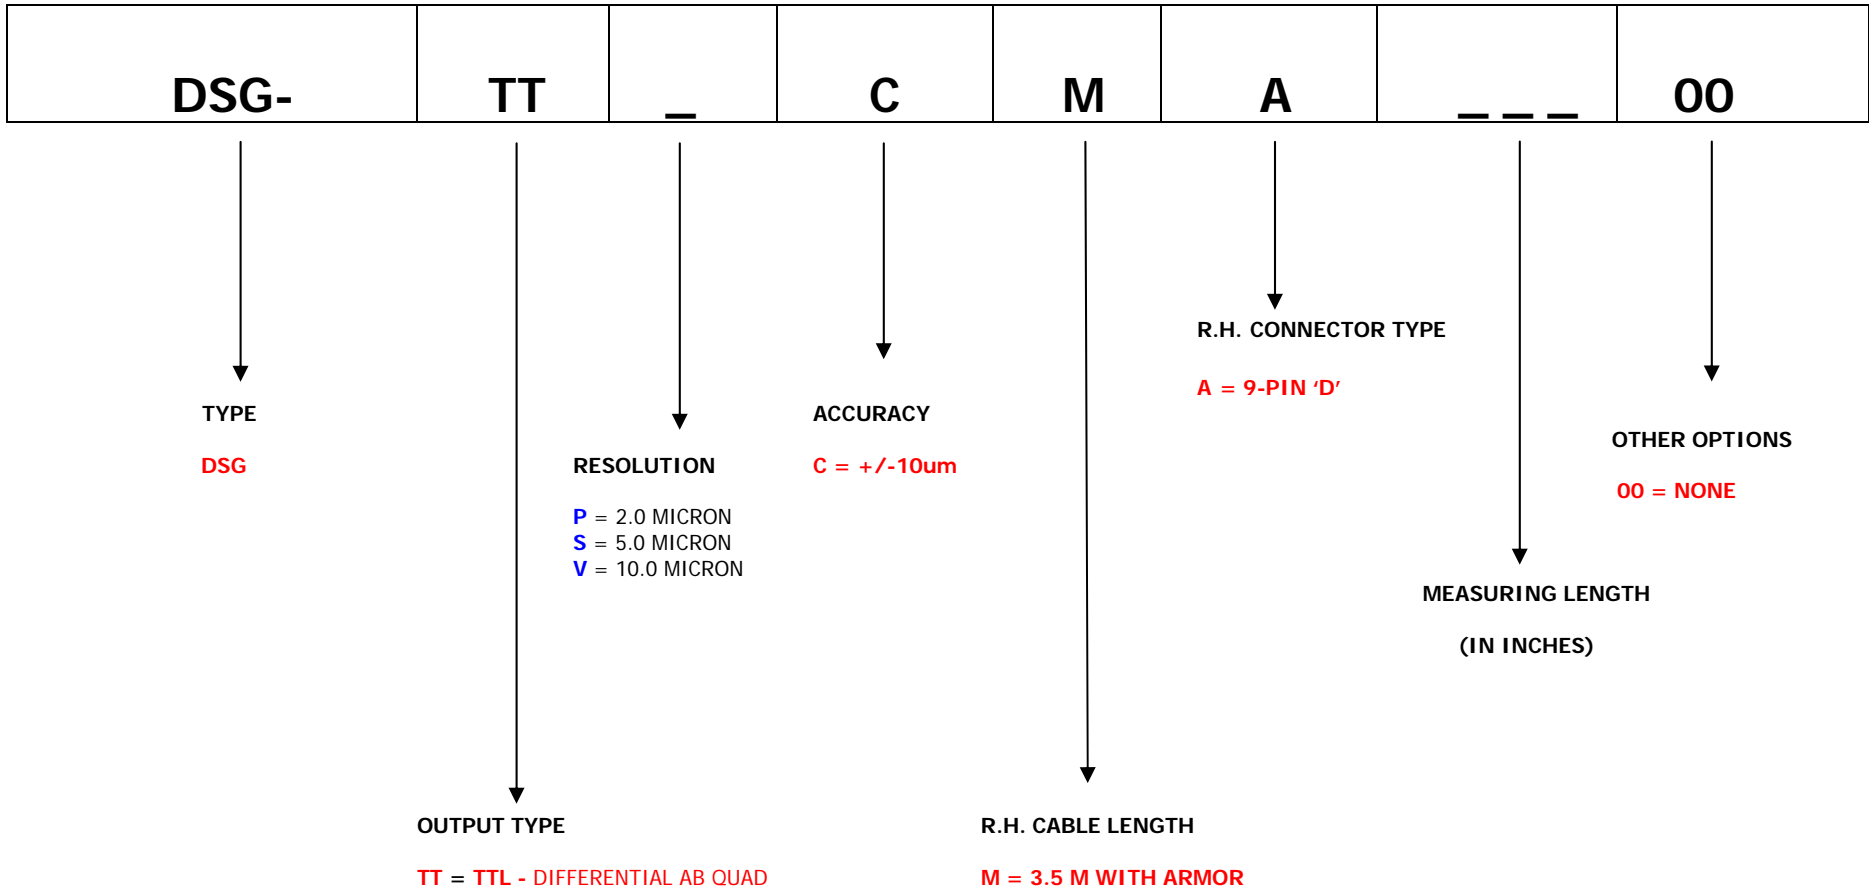 DSG- TT _ C M A _ _ _ 00
TYPE
DSG
OUTPUT TYPE
TT = TTL - DIFFERENTIAL AB QUAD
RESOLUTION
P = 2.0 MICRON
S = 5.0 MICRON
V = 10.0 MICRON
ACCURACY
C = +/-10um
R.H. CABLE LENGTH
M = 3.5 M WITH ARMOR
R.H. CONNECTOR TYPE
A = 9-PIN ‘D’
MEASURING LENGTH
(IN INCHES)
OTHER OPTIONS
00 = NONE